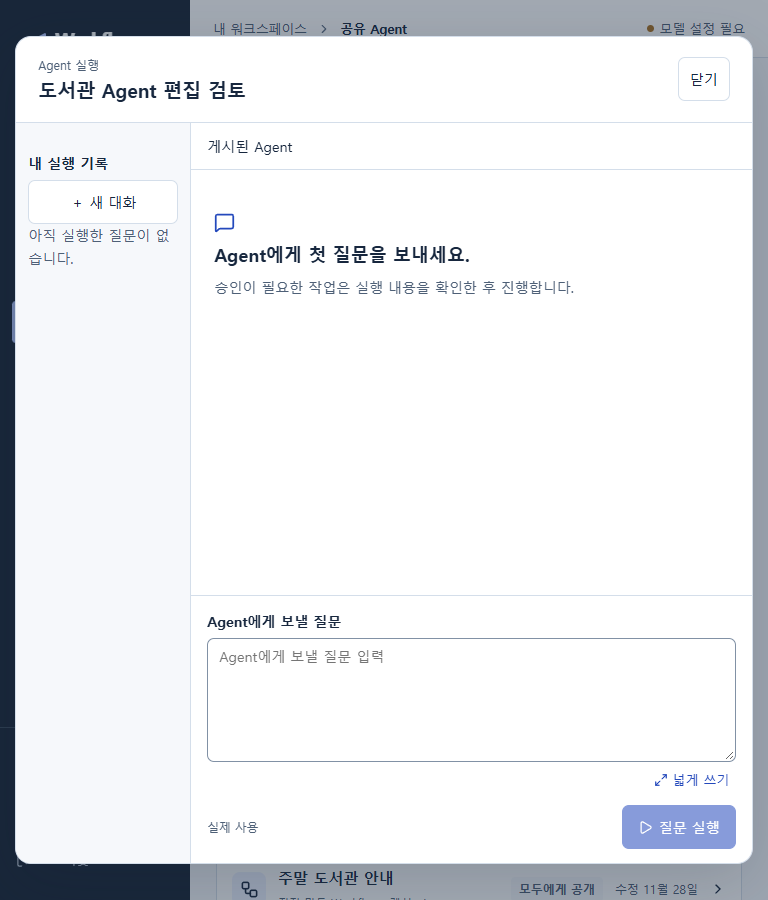 내 워크스페이스 > 공유 Agent
모델 설정 필요
Agent 실행
도서관 Agent 편집 검토
닫기
내 실행 기록
+ 새 대화
아직 실행한 질문이 없
습니다.
게시된 Agent
Agent에게 첫 질문을 보내세요.
승인이 필요한 작업은 실행 내용을 확인한 후 진행합니다.
Agent에게 보낼 질문
Agent에게 보낼 질문 입력
넓게 쓰기
실제 사용
질문 실행
주말 도서관 안내
모두에게 공개
수정 11월 28일